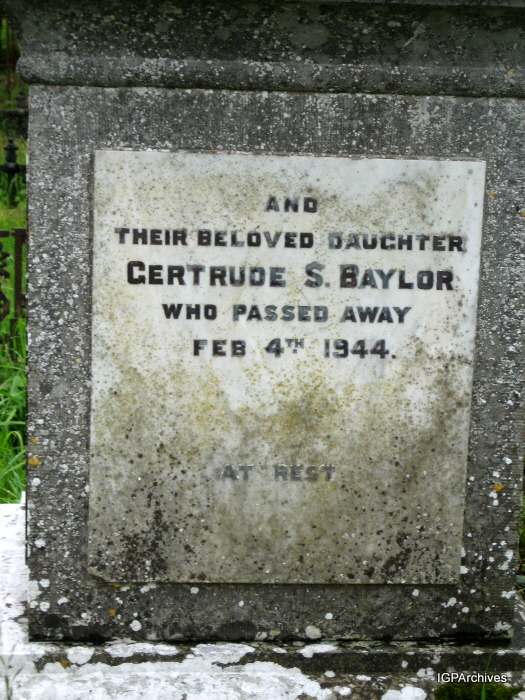 AND
THEIR BELOVED DAUGHTER
GERTRUDE S. BAYLOR
WHO PASSED AWAY
FEB 4TH 1944.
AT REST
IGPArchives